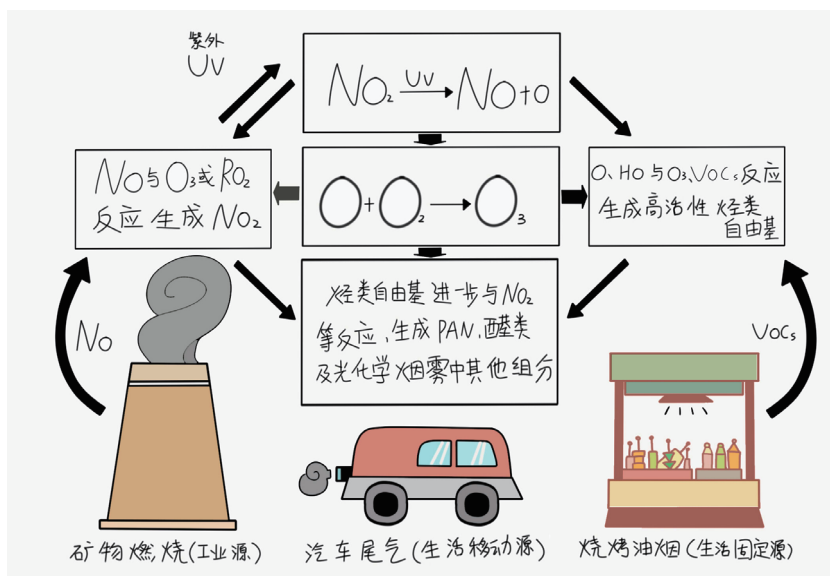 紫外
UV
NO₂ UV→ NO+O
NO与O₃或RO₂
反应生成NO₂
O+O₂→O₃
O、HO与O₃、VOCs反应
生成高活性烃类
自由基
烃类自由基进一步与NO₂
等反应、生成PAN、醛类
及光化学烟雾中其他组分
NO
VOCs
矿物燃烧(工业源)
汽车尾气(生活移动源)
烧烤油烟(生活固定源)